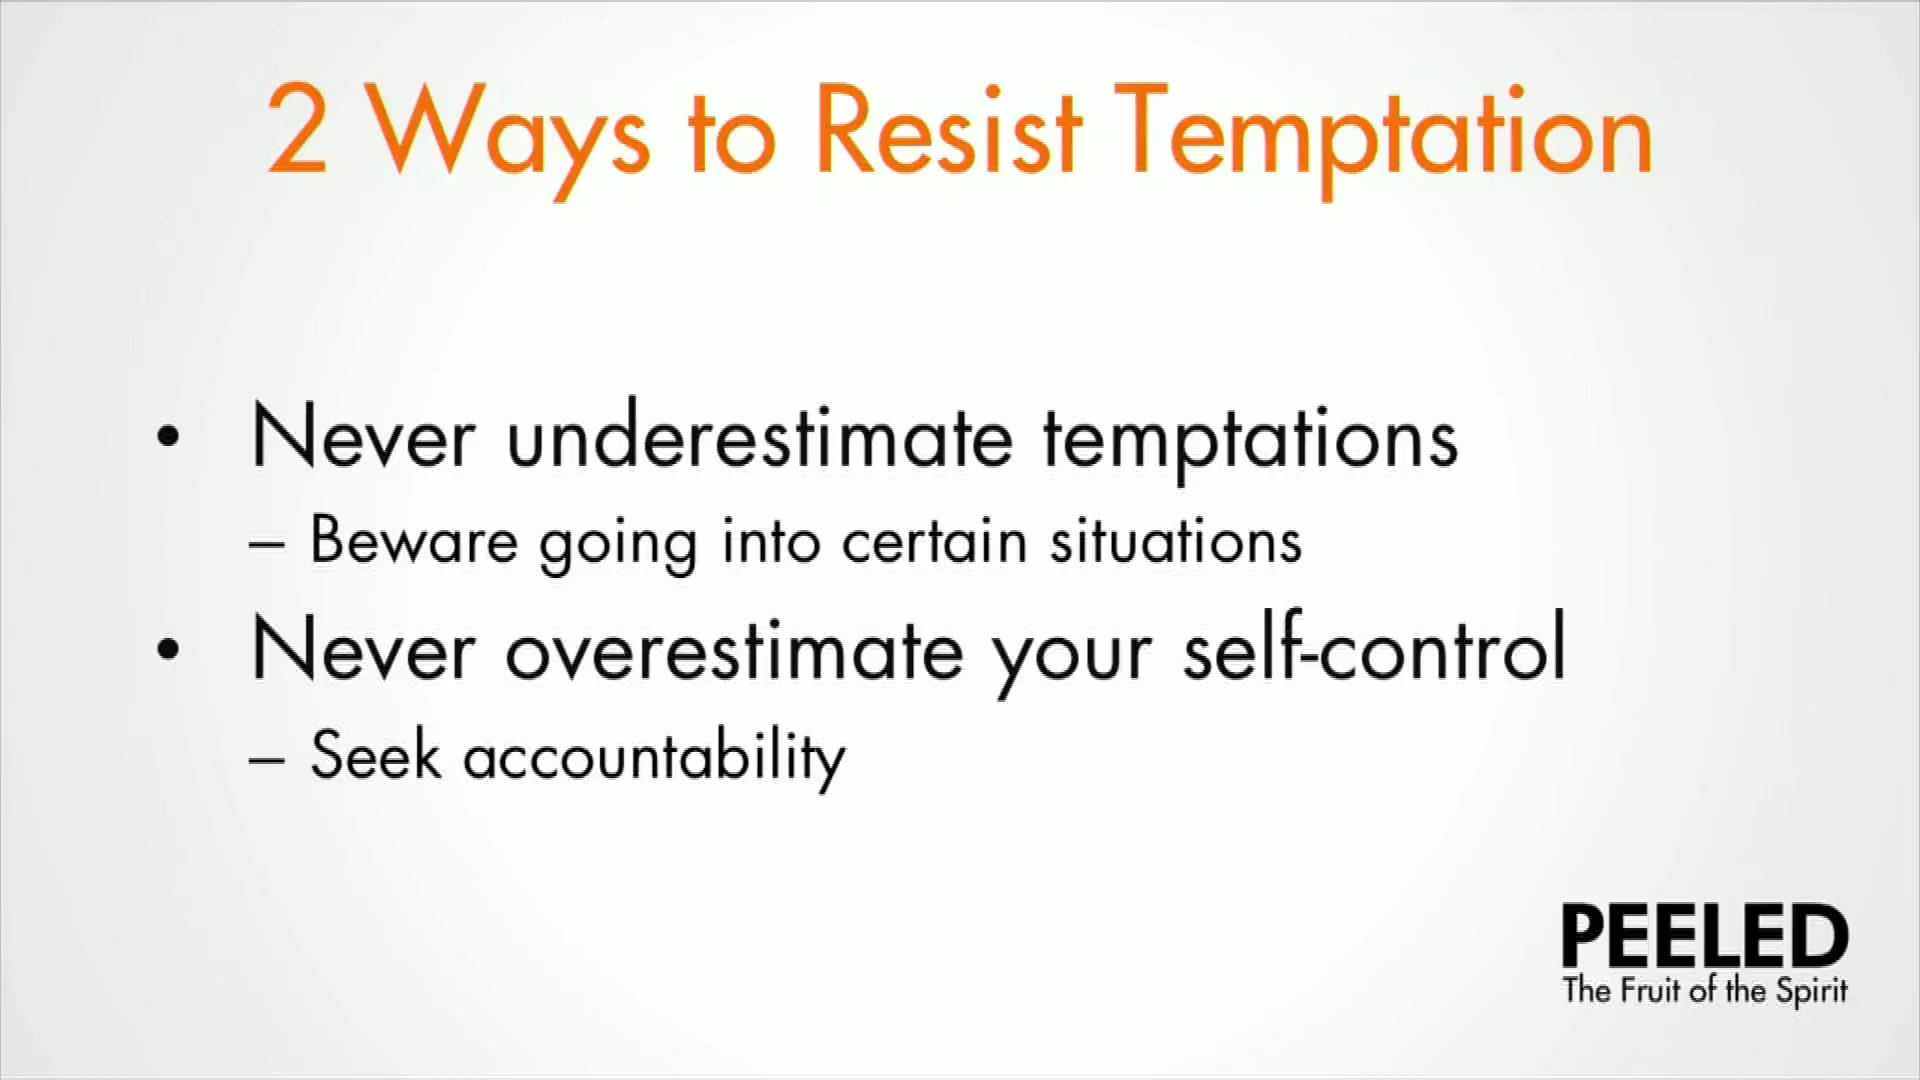 2 Ways to Resist Temptation
• Never underestimate temptations
– Beware going into certain situations
• Never overestimate your self-control
– Seek accountability
PEELED
The Fruit of the Spirit